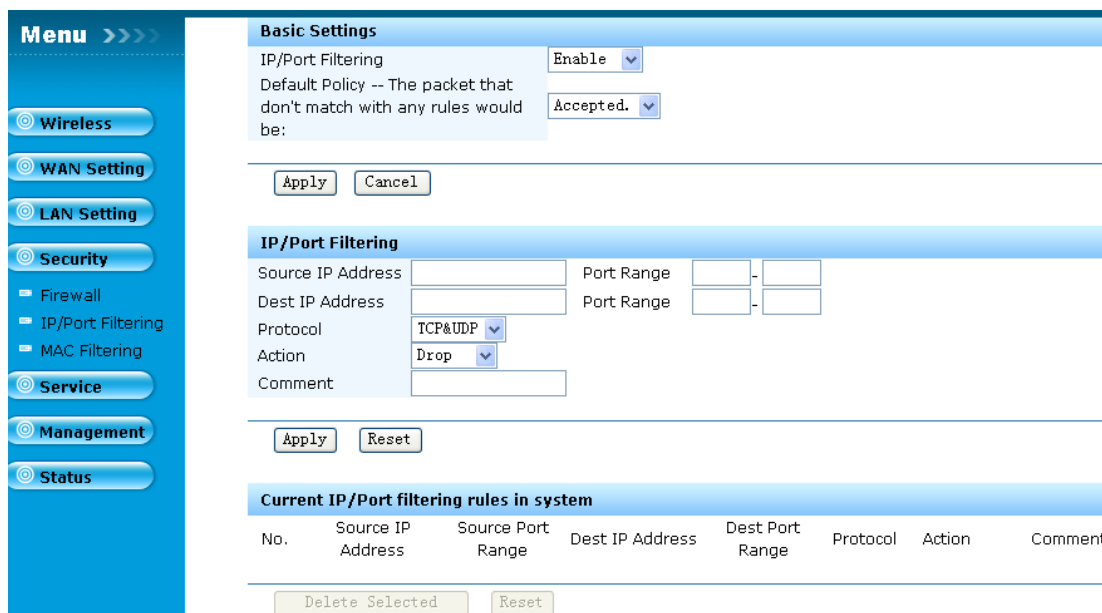 Menu >>>>
Wireless
WAN Setting
LAN Setting
Security
Firewall
IP/Port Filtering
MAC Filtering
Service
Management
Status
Basic Settings
IP/Port Filtering Enable
Default Policy -- The packet that
don't match with any rules would
be:
Accepted.
Apply Cancel
IP/Port Filtering
Source IP Address Port Range -
Dest IP Address Port Range -
Protocol TCP&UDP
Action Drop
Comment
Apply Reset
Current IP/Port filtering rules in system
No. Source IP Address Source Port Range Dest IP Address Dest Port Range Protocol Action Comment
Delete Selected Reset